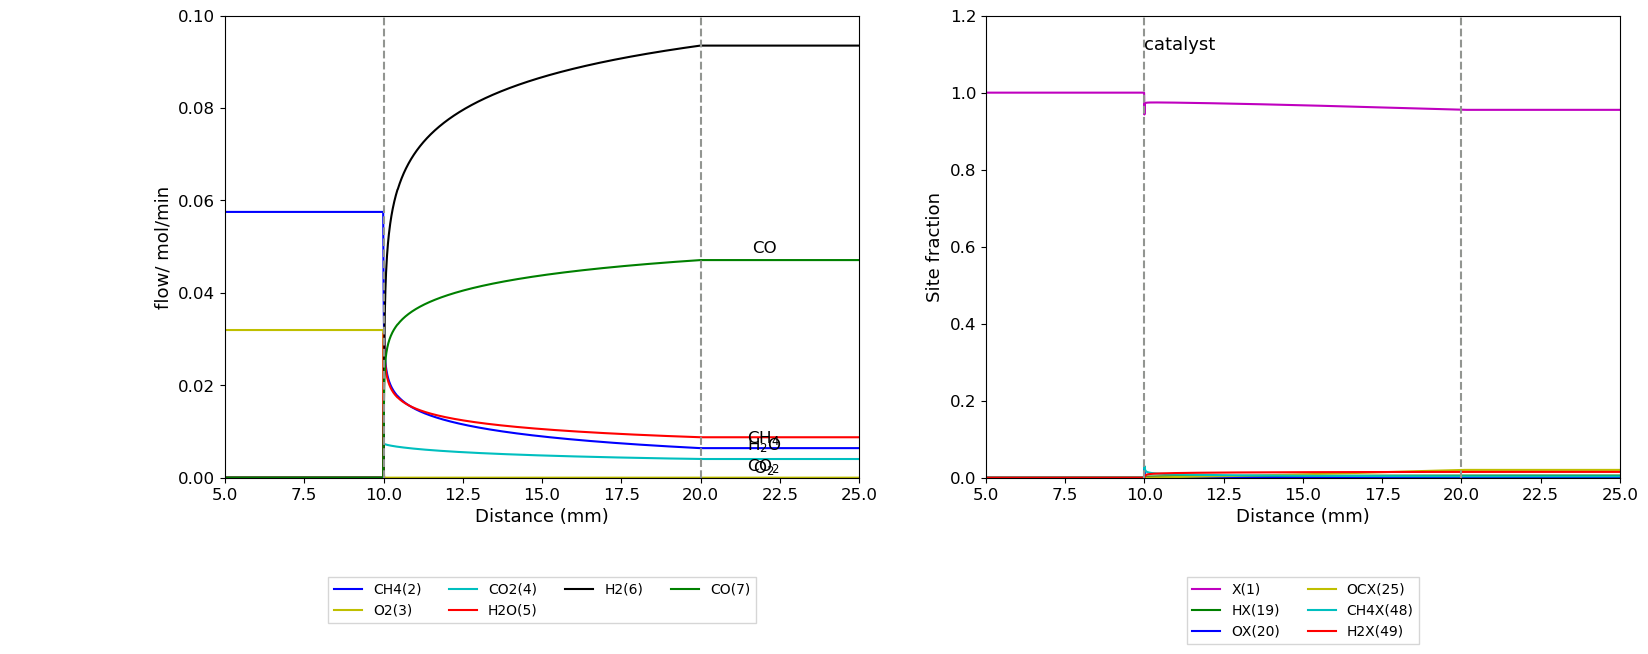 0.10
0.08
0.06
0.04
0.02
0.00
flow/ mol/min
CO
CH4
H2O
CO2
O2
5.0 7.5 10.0 12.5 15.0 17.5 20.0 22.5 25.0
Distance (mm)
CH4(2) CO2(4) H2(6) CO(7)
O2(3) H2O(5)
1.2
1.0
0.8
0.6
0.4
0.2
0.0
Site fraction
catalyst
5.0 7.5 10.0 12.5 15.0 17.5 20.0 22.5 25.0
Distance (mm)
X(1) OCX(25)
HX(19) CH4X(48)
OX(20) H2X(49)